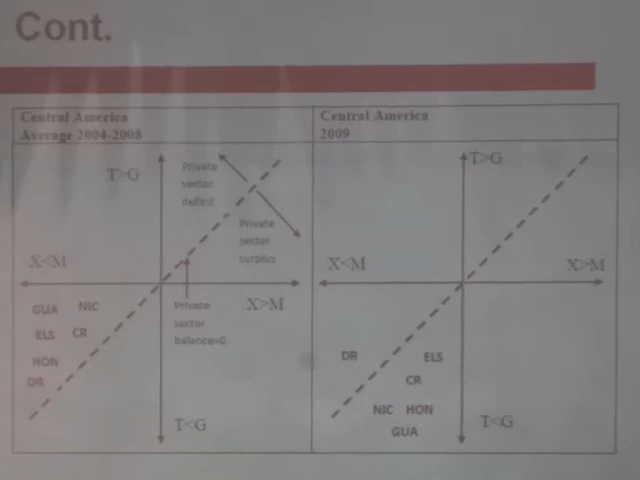 Cont.
Central America
Average 2004-2008
T>G
Private
sector
deficit
Private
sector
surplus
X<M
X>M
GUA NIC
ELS CR
HON
DR
Private
sector
balance=0
T<G
Central America
2009
T>G
X<M
X>M
DR ELS
CR
NIC HON
GUA
T<G